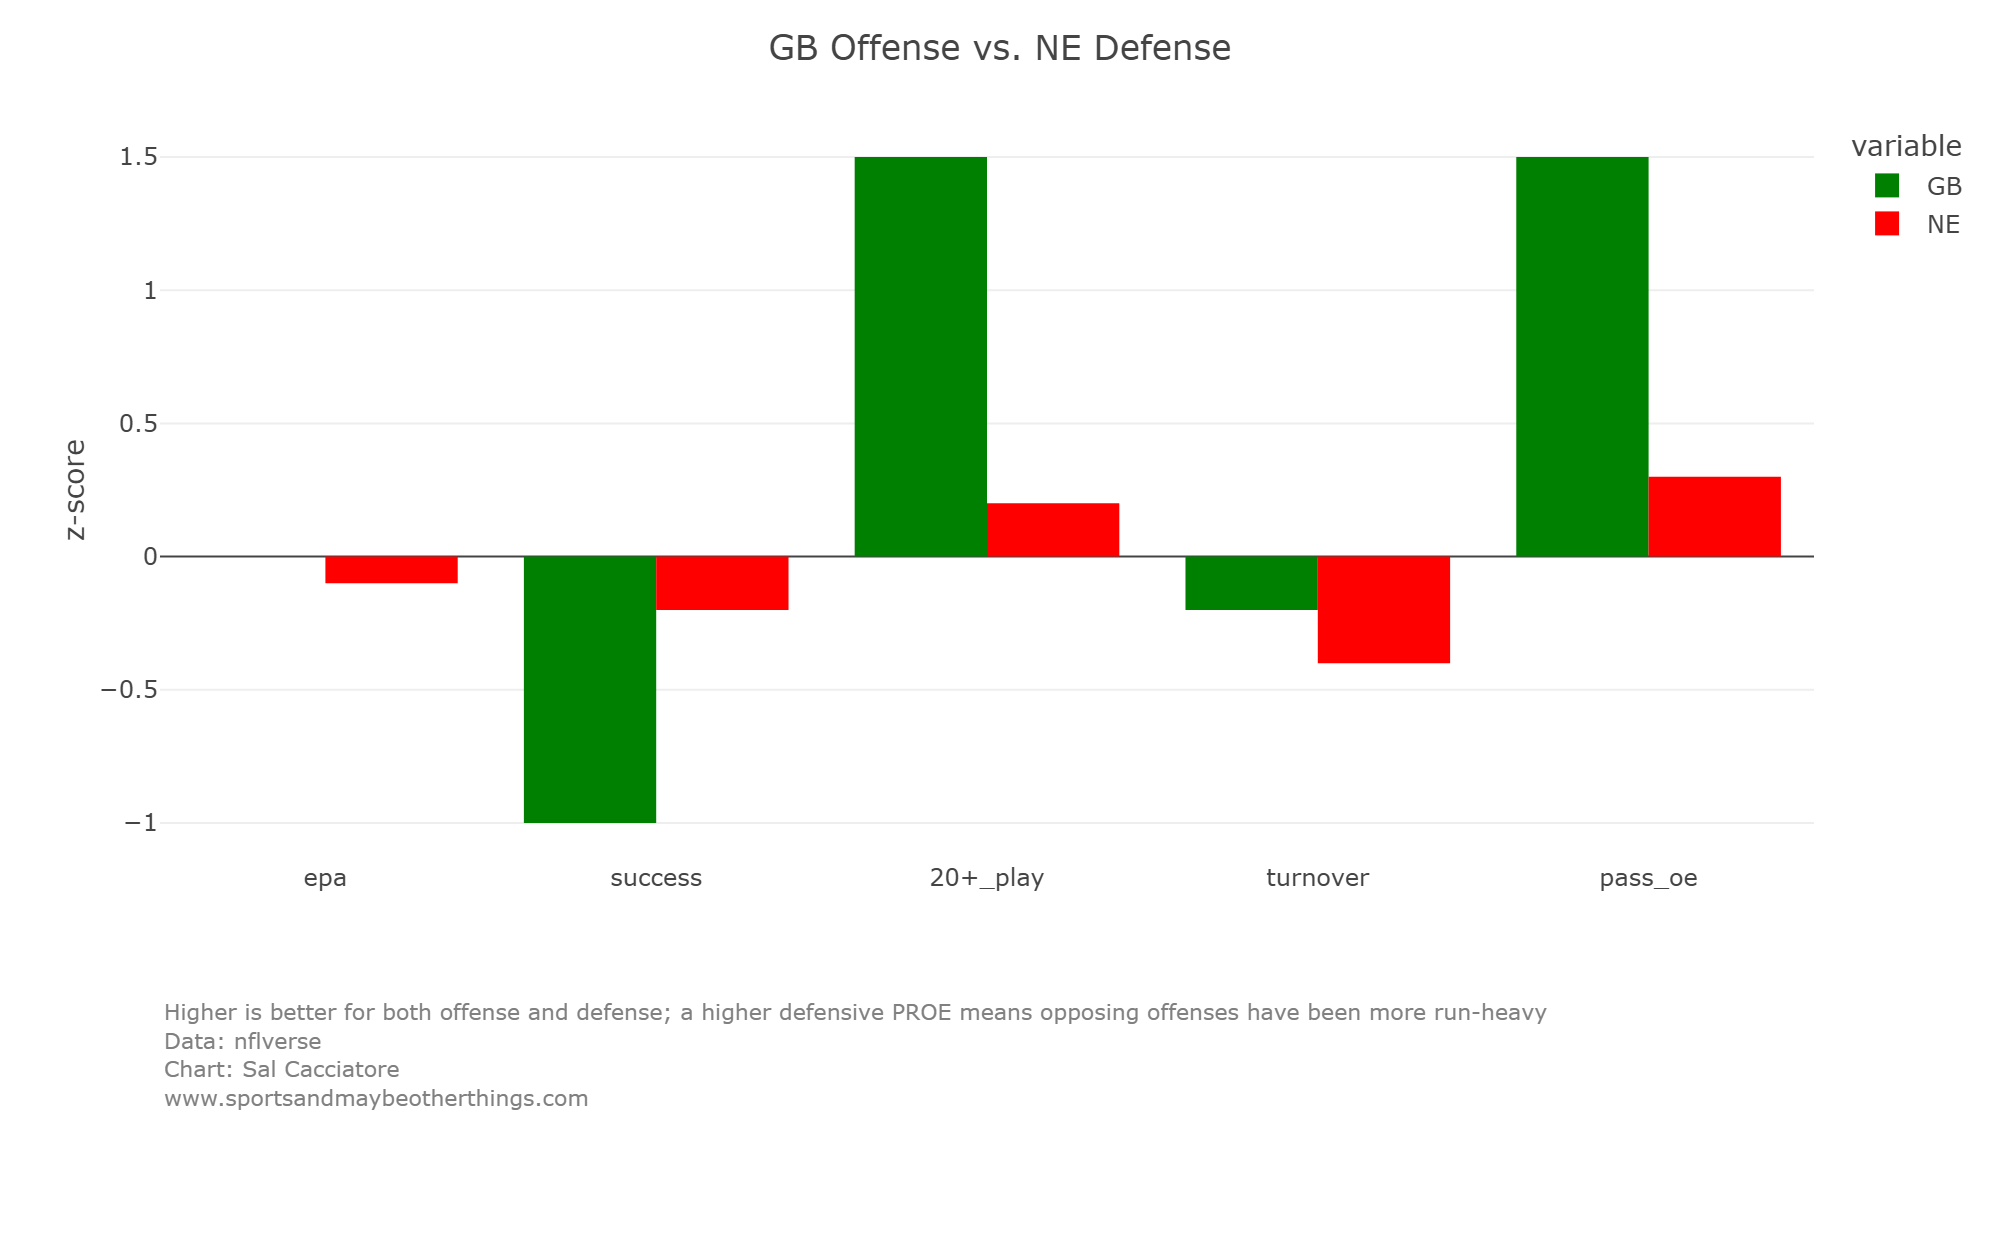 GB Offense vs. NE Defense
variable
GB
NE
1.5
1
0.5
0
−0.5
−1
z-score
epa success 20+_play turnover pass_oe
Higher is better for both offense and defense; a higher defensive PROE means opposing offenses have been more run-heavy
Data: nflverse
Chart: Sal Cacciatore
www.sportsandmaybeotherthings.com